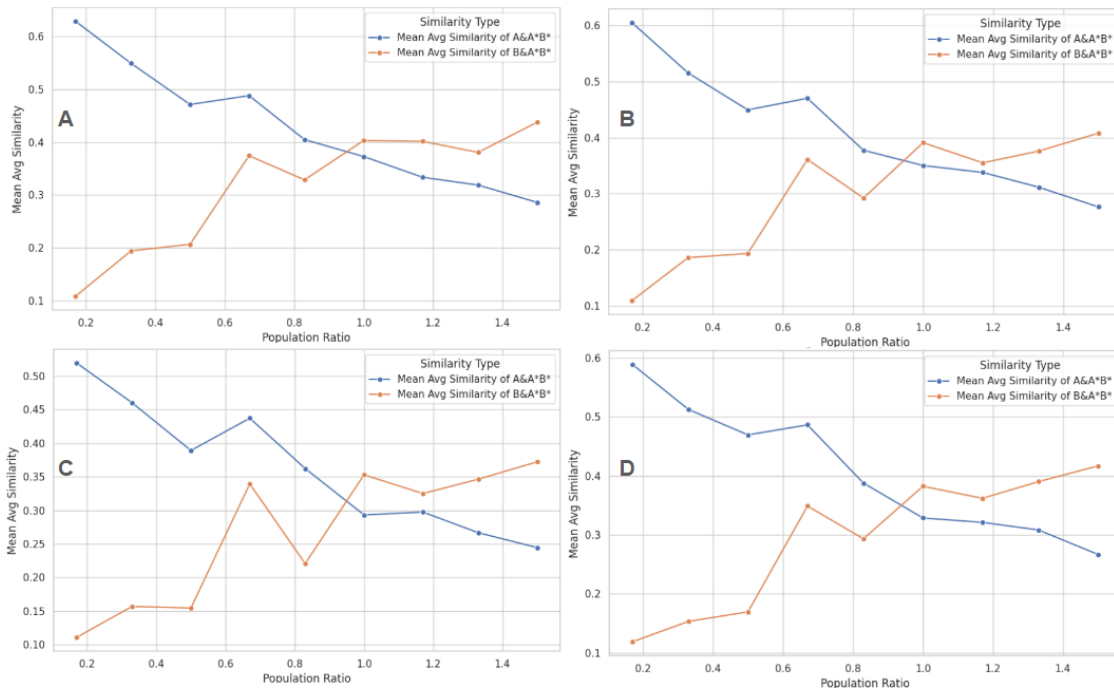 Similarity Type
Mean Avg Similarity of A&A*B*
Mean Avg Similarity of B&A*B*
A
Mean Avg Similarity
0.6
0.5
0.4
0.3
0.2
0.1
0.2 0.4 0.6 0.8 1.0 1.2 1.4
Population Ratio
Similarity Type
Mean Avg Similarity of A&A*B*
Mean Avg Similarity of B&A*B*
B
Mean Avg Similarity
0.6
0.5
0.4
0.3
0.2
0.1
0.2 0.4 0.6 0.8 1.0 1.2 1.4
Population Ratio
Similarity Type
Mean Avg Similarity of A&A*B*
Mean Avg Similarity of B&A*B*
C
Mean Avg Similarity
0.50
0.45
0.40
0.35
0.30
0.25
0.20
0.15
0.10
0.2 0.4 0.6 0.8 1.0 1.2 1.4
Population Ratio
Similarity Type
Mean Avg Similarity of A&A*B*
Mean Avg Similarity of B&A*B*
D
Mean Avg Similarity
0.6
0.5
0.4
0.3
0.2
0.1
0.2 0.4 0.6 0.8 1.0 1.2 1.4
Population Ratio